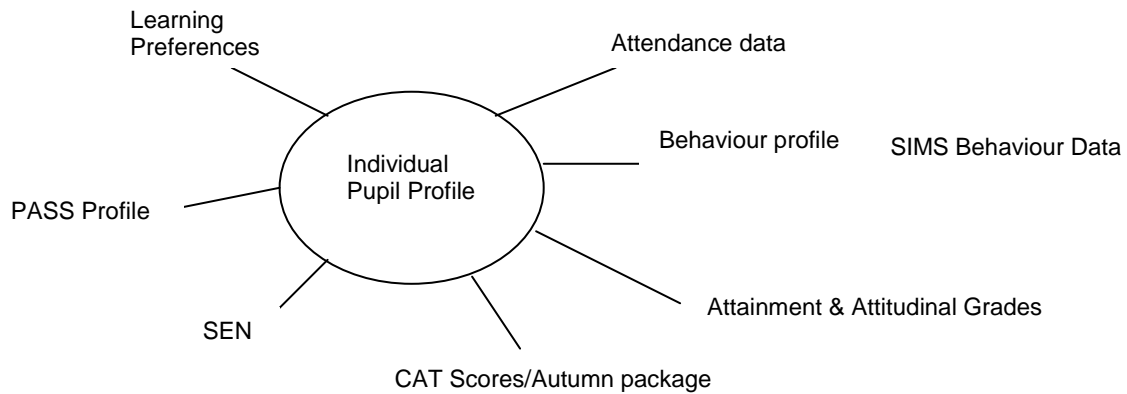 Learning
Preferences
Attendance data
Behaviour profile
SIMS Behaviour Data
Individual
Pupil Profile
PASS Profile
Attainment & Attitudinal Grades
SEN
CAT Scores/Autumn package